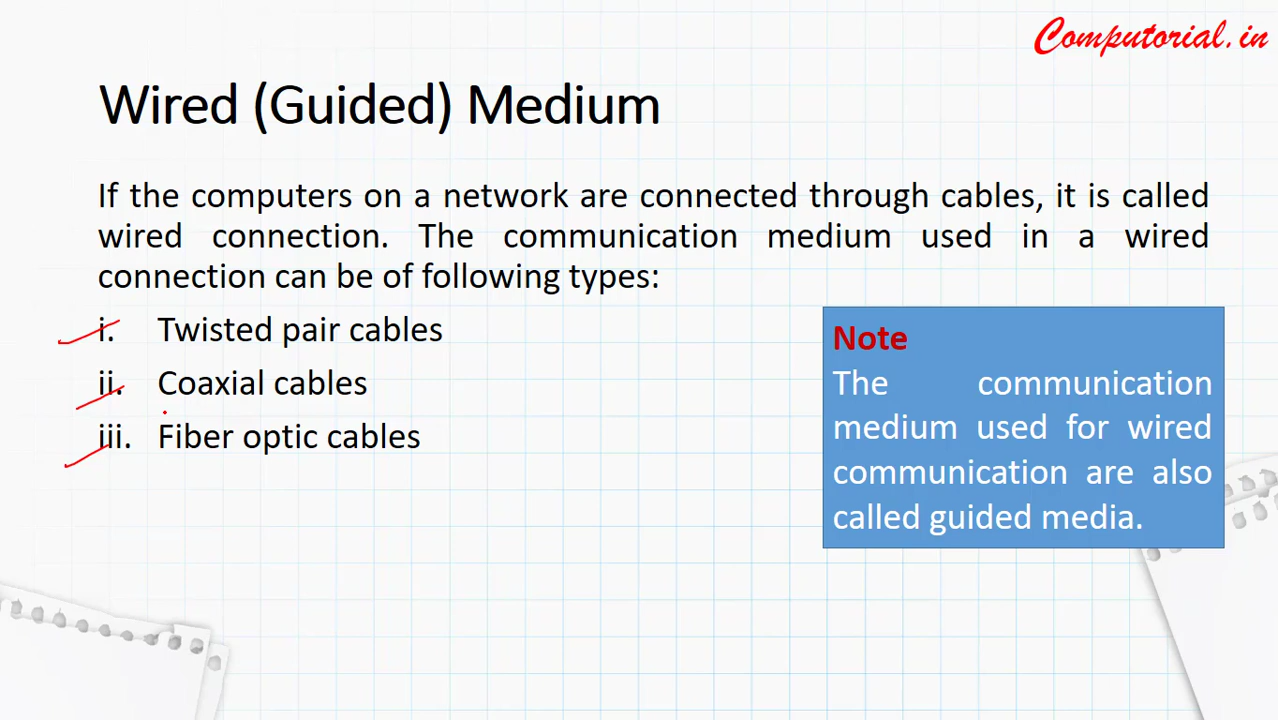 Computorial.in
Wired (Guided) Medium
If the computers on a network are connected through cables, it is called
wired connection. The communication medium used in a wired
connection can be of following types:
i. Twisted pair cables
ii. Coaxial cables
iii. Fiber optic cables
Note
The communication
medium used for wired
communication are also
called guided media.